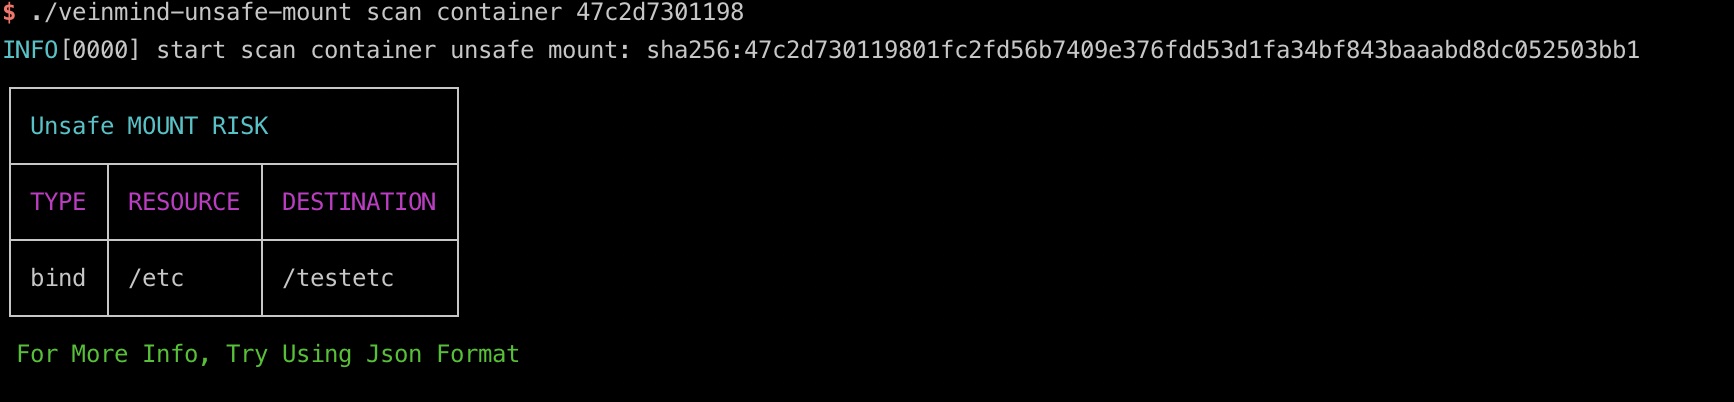 $ ./veinmind-unsafe-mount scan container 47c2d7301198
INFO[0000] start scan container unsafe mount: sha256:47c2d730119801fc2fd56b7409e376fdd53d1fa34bf843baaabd8dc052503bb1
Unsafe MOUNT RISK
TYPE RESOURCE DESTINATION
bind /etc /testetc
For More Info, Try Using Json Format